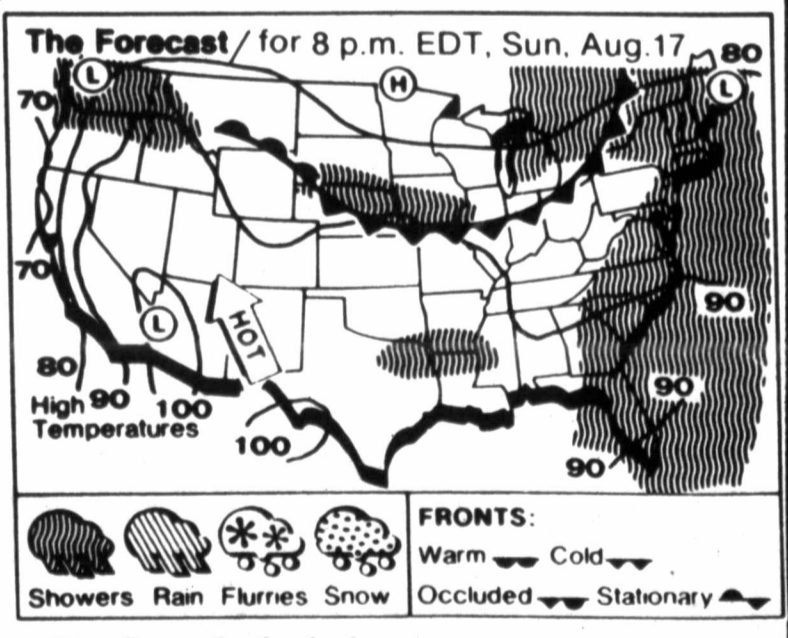 The Forecast/ for 8 p.m. EDT, Sun, Aug.17
80
L
H
L
70
70
L
HOT
90
90
80
High 90 100
Temperatures
100
90
Showers Rain Flurries Snow
FRONTS:
Warm Cold
Occluded Stationary